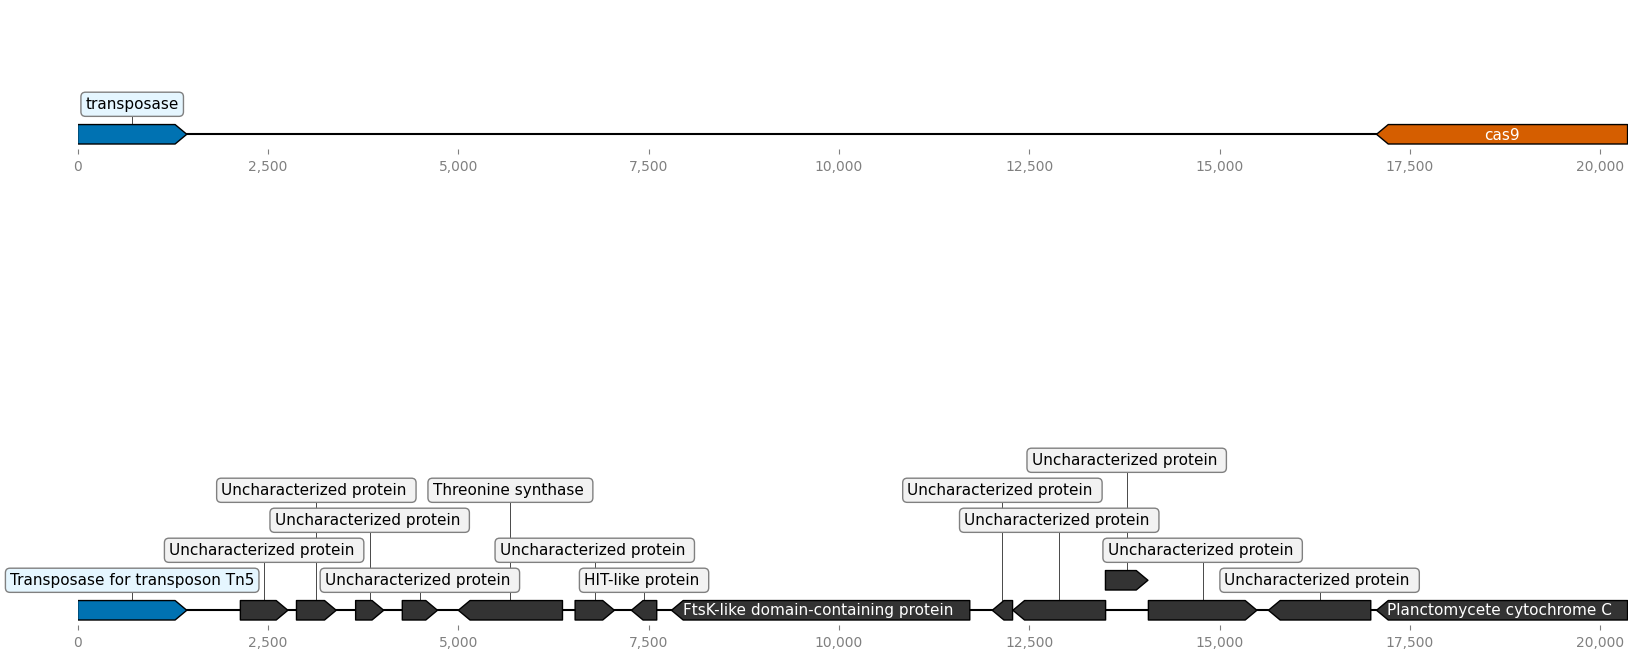 transposase
cas9
0 2,500 5,000 7,500 10,000 12,500 15,000 17,500 20,000
Uncharacterized protein
Uncharacterized protein Threonine synthase Uncharacterized protein
Uncharacterized protein Uncharacterized protein
Uncharacterized protein Uncharacterized protein Uncharacterized protein
Transposase for transposon Tn5 Uncharacterized protein HIT-like protein Uncharacterized protein
FtsK-like domain-containing protein Planctomycete cytochrome C
0 2,500 5,000 7,500 10,000 12,500 15,000 17,500 20,000